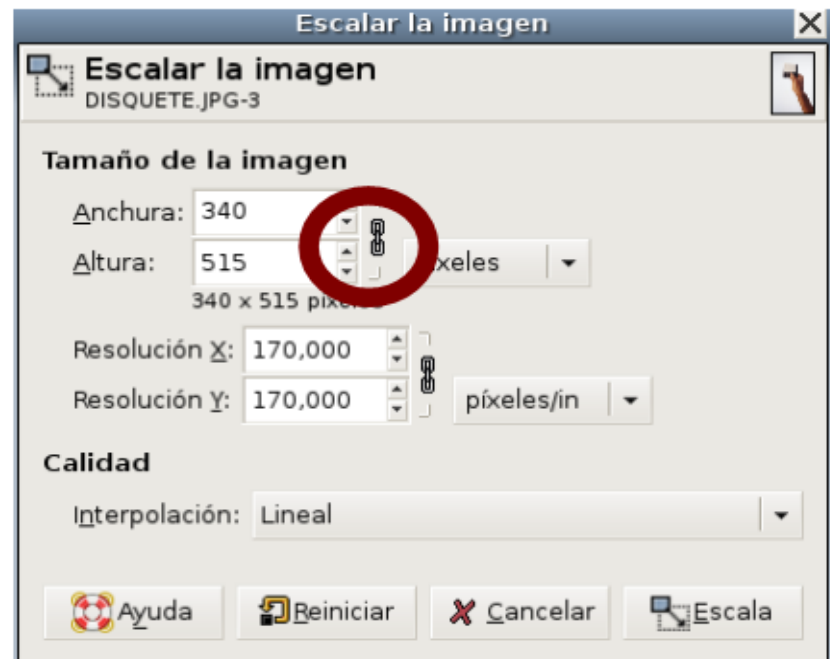 Escalar la imagen
Escalar la imagen
DISQUETE.JPG-3
Tamaño de la imagen
Anchura: 340
Altura: 515 xeles
340 x 515
Resolución X: 170,000
Resolución Y: 170,000 píxeles/in
Calidad
Interpolación: Lineal
Ayuda Reiniciar Cancelar Escala